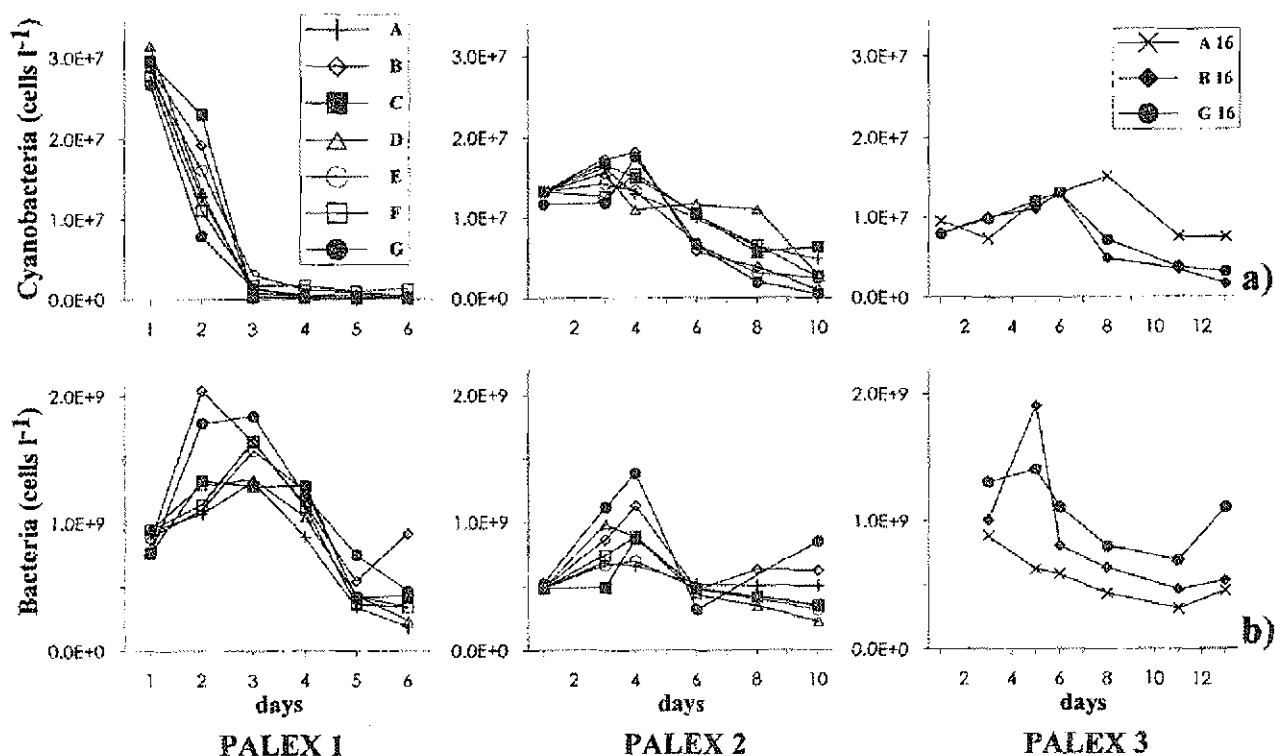 Cyanobacteria (cells l-1)
3.0E+7
2.0E+7
1.0E+7
0.0E+0
1 2 3 4 5 6
A
B
C
D
E
F
G
3.0E+7
2.0E+7
1.0E+7
0.0E+0
2 4 6 8 10
3.0E+7
2.0E+7
1.0E+7
0.0E+0
2 4 6 8 10 12
A 16
B 16
G 16
a)
Bacteria (cells l-1)
2.0E+9
1.0E+9
0.0E+0
1 2 3 4 5 6
days
PALEX 1
2.0E+9
1.0E+9
0.0E+0
2 4 6 8 10
days
PALEX 2
2.0E+9
1.0E+9
0.0E+0
2 4 6 8 10 12
days
PALEX 3
b)